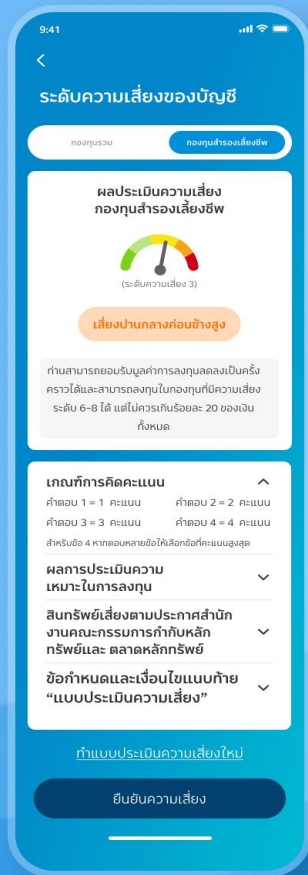 9:41
ระดับความเสี่ยงของบัญชี
กองทุนรวม
กองทุนสำรองเลี้ยงชีพ
ผลประเมินความเสี่ยง
กองทุนสำรองเลี้ยงชีพ
(ระดับความเสี่ยง 3)
เสี่ยงปานกลางค่อนข้างสูง
ท่านสามารถยอมรับมูลค่าการลงทุนลดลงเป็นครั้ง
คราวได้และสามารถลงทุนในกองทุนที่มีความเสี่ยง
ระดับ 6-8 ได้ แต่ไม่ควรเกินร้อยละ 20 ของเงิน
ทั้งหมด
เกณฑ์การคิดคะแนน
คำตอบ 1 = 1 คะแนน คำตอบ 2 = 2 คะแนน
คำตอบ 3 = 3 คะแนน คำตอบ 4 = 4 คะแนน
สำหรับข้อ 4 หากตอบหลายข้อให้เลือกข้อที่คะแนนสูงสุด
ผลการประเมินความ
เหมาะในการลงทุน
สินทรัพย์เสี่ยงตามประกาศสำนัก
งานคณะกรรมการกำกับหลัก
ทรัพย์และ ตลาดหลักทรัพย์
ข้อกำหนดและเงื่อนไขแนบท้าย
“แบบประเมินความเสี่ยง”
ทำแบบประเมินความเสี่ยงใหม่
ยืนยันความเสี่ยง